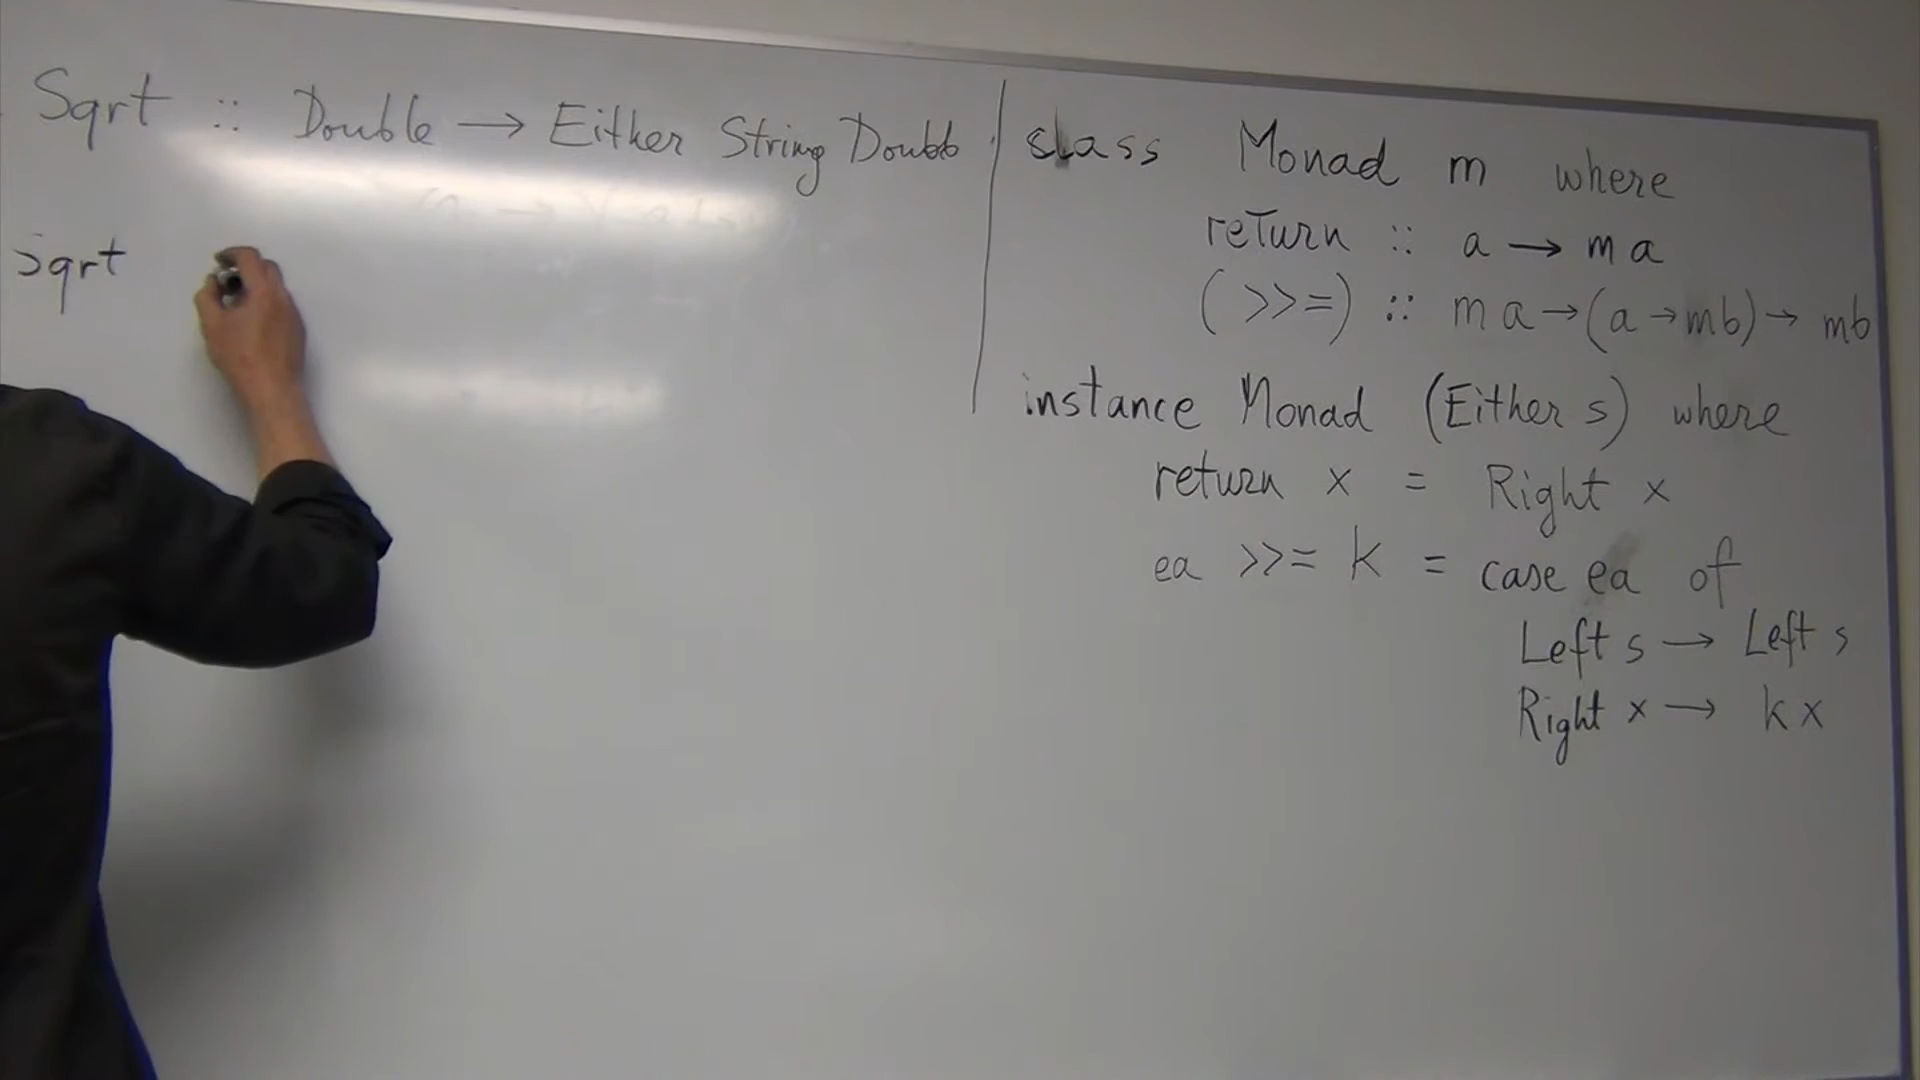 Sqrt :: Double → Either String Double
sqrt
class Monad m where
return :: a → m a
(>>=) :: m a → (a → m b) → m b
instance Monad (Either s) where
return x = Right x
ea >>= k = case ea of
Left s → Left s
Right x → k x